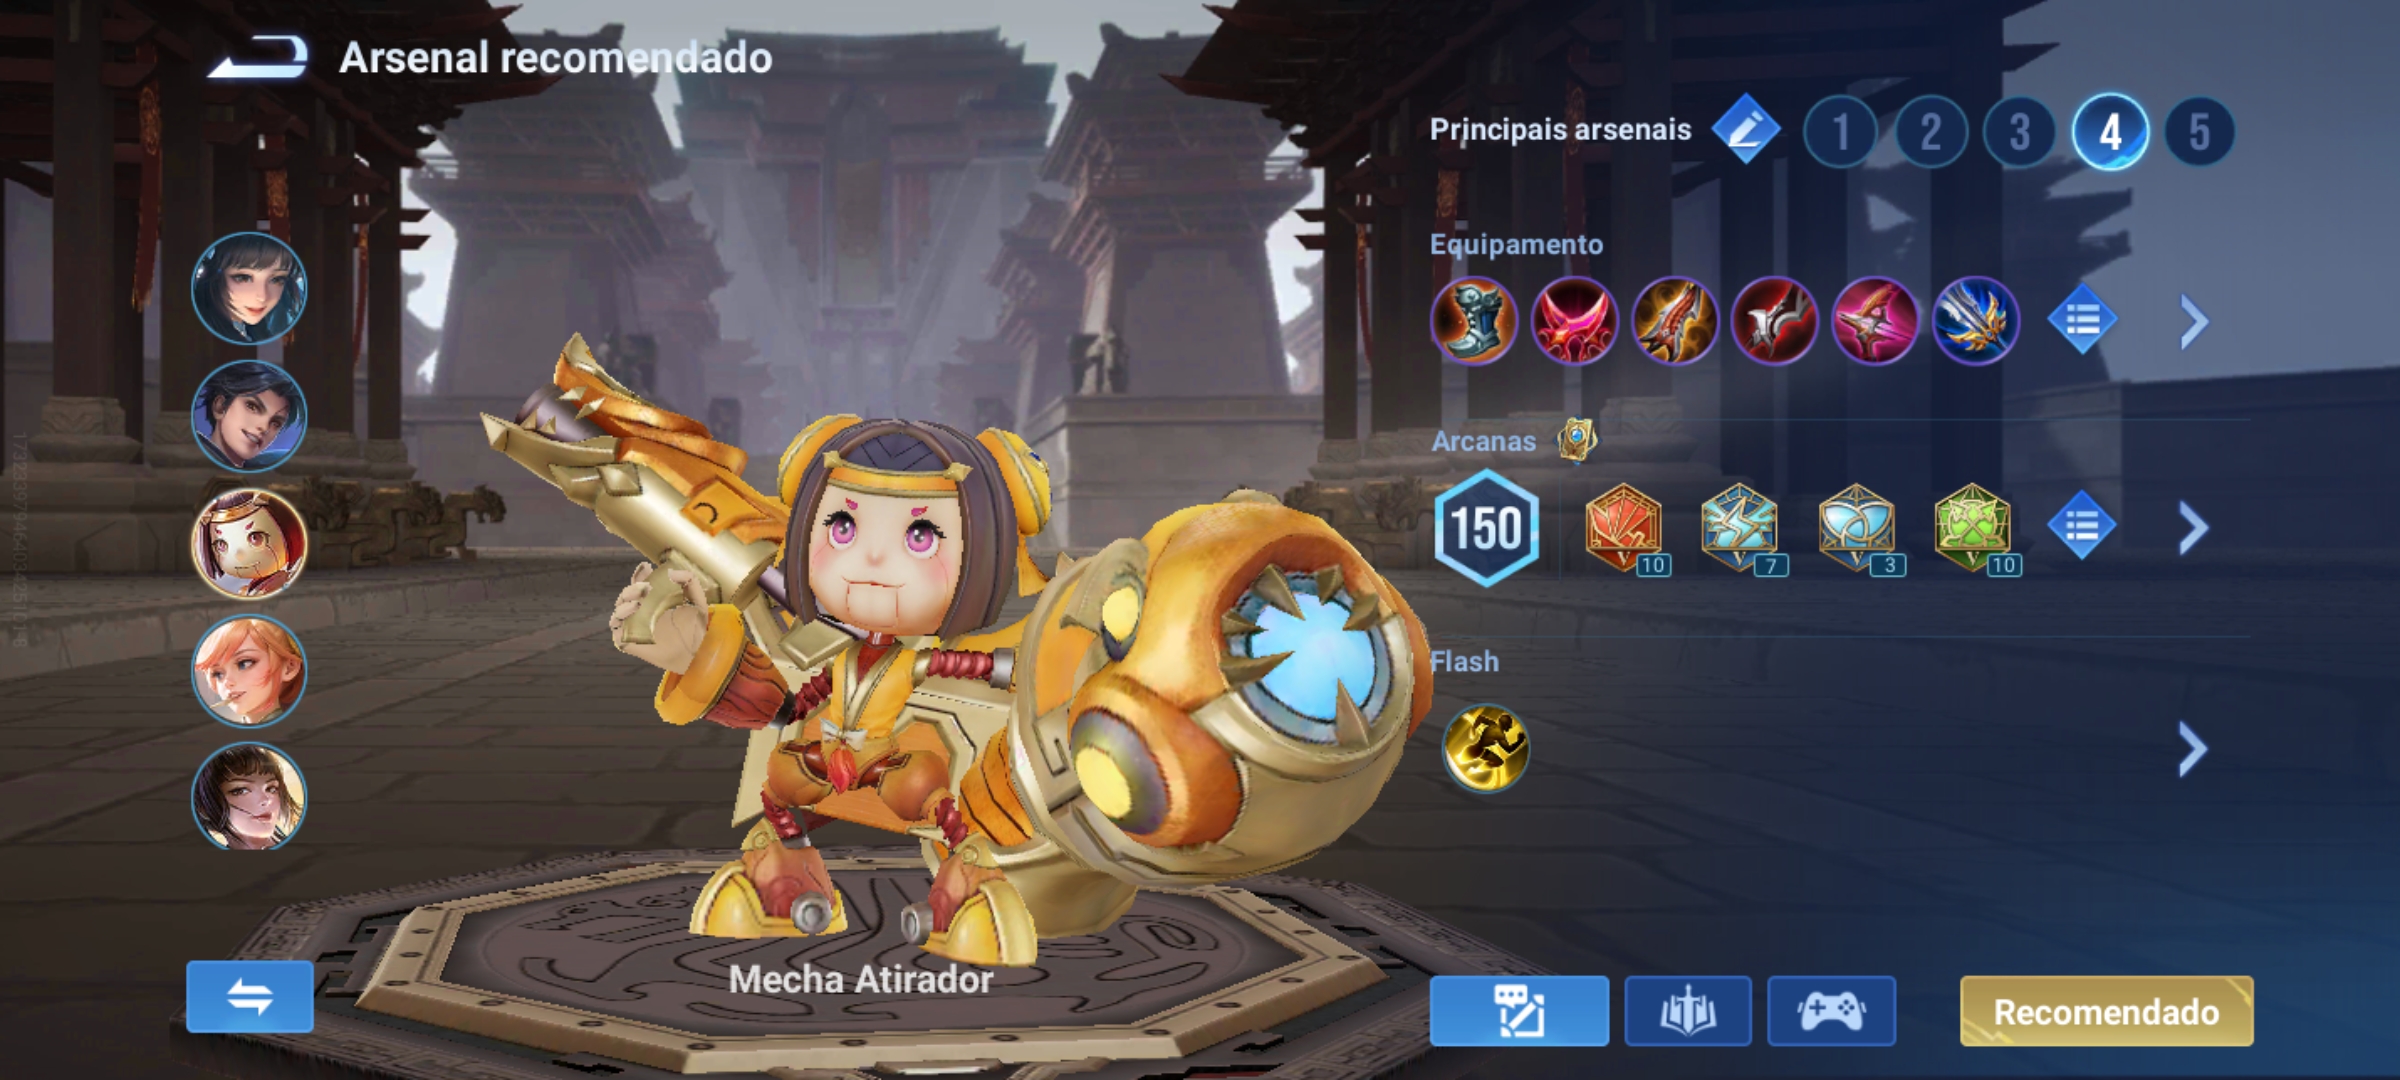 Arsenal recomendado
Principais arsenais 1 2 3 4 5
Equipamento
Arcanas
150 V 10 V 7 V 3 V 10
Flash
Mecha Atirador
Recomendado